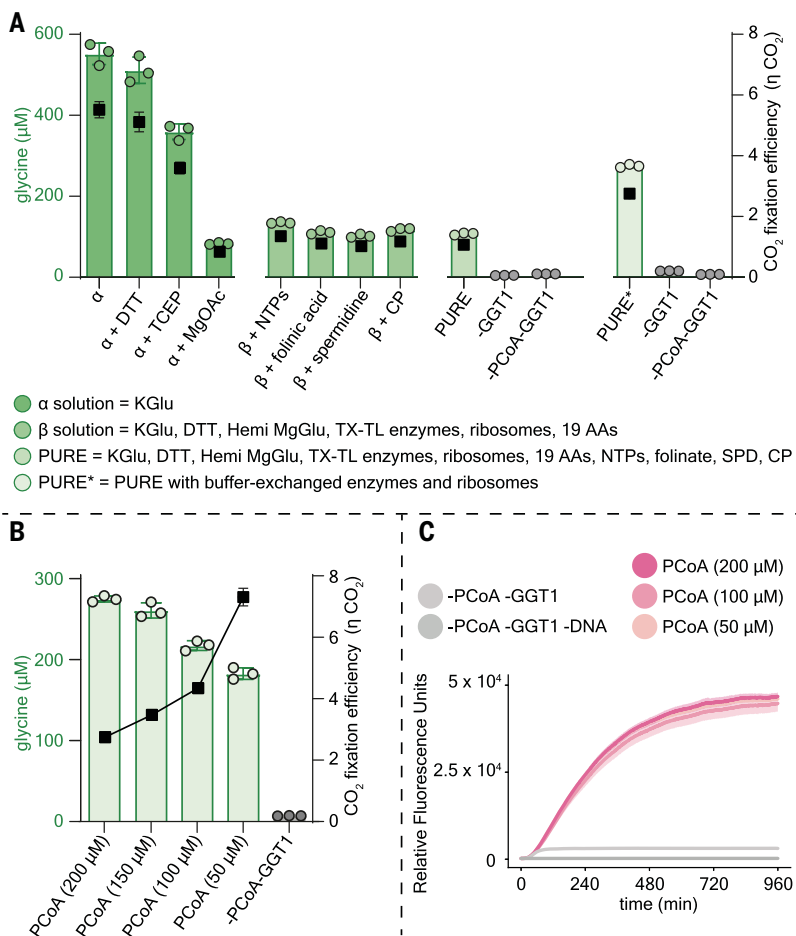 A
600
400
200
0
glycine (µM)
8
6
4
2
0
CO2 fixation efficiency (η CO2)
α
α + DTT
α + TCEP
α + MgOAc
β + NTPs
β + folinic acid
β + spermidine
β + CP
PURE
-GGT1
-PCoA-GGT1
PURE*
-GGT1
-PCoA-GGT1
α solution = KGlu
β solution = KGlu, DTT, Hemi MgGlu, TX-TL enzymes, ribosomes, 19 AAs
PURE = KGlu, DTT, Hemi MgGlu, TX-TL enzymes, ribosomes, 19 AAs, NTPs, folinate, SPD, CP
PURE* = PURE with buffer-exchanged enzymes and ribosomes
B
300
200
100
0
glycine (µM)
8
6
4
2
0
CO2 fixation efficiency (η CO2)
PCoA (200 µM)
PCoA (150 µM)
PCoA (100 µM)
PCoA (50 µM)
-PCoA-GGT1
C
-PCoA -GGT1
-PCoA -GGT1 -DNA
PCoA (200 µM)
PCoA (100 µM)
PCoA (50 µM)
Relative Fluorescence Units
5 x 10⁴
2.5 x 10⁴
0
0 240 480 720 960
time (min)